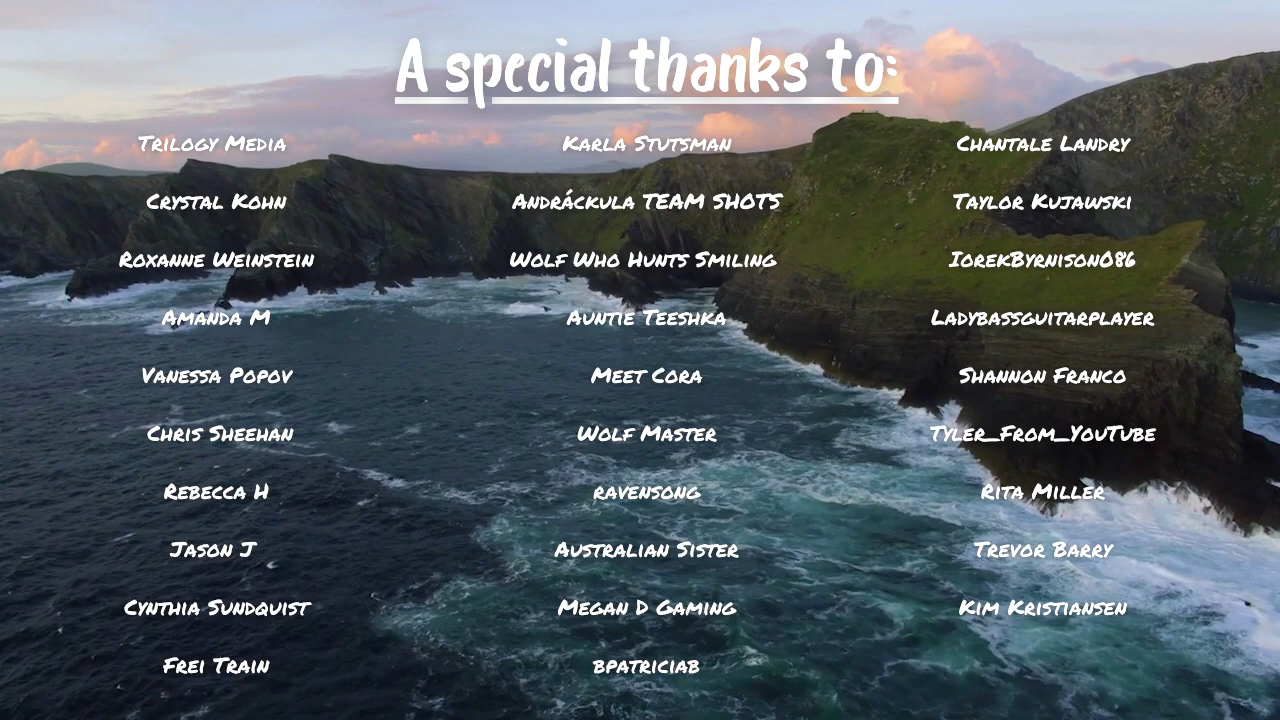 A special thanks to:
Trilogy Media
Karla Stutsman
Chantale Landry
Crystal Kohn
Andráckula TEAM SHOTS
Taylor Kujawski
Roxanne Weinstein
Wolf Who Hunts Smiling
IorekByrnison086
Amanda M
Auntie Teeshka
Ladybassguitarplayer
Vanessa Popov
Meet Cora
Shannon Franco
Chris Sheehan
Wolf Master
Tyler_From_YouTube
Rebecca H
ravensong
Rita Miller
Jason J
Australian Sister
Trevor Barry
Cynthia Sundquist
Megan D Gaming
Kim Kristiansen
Frei Train
bpatriciab